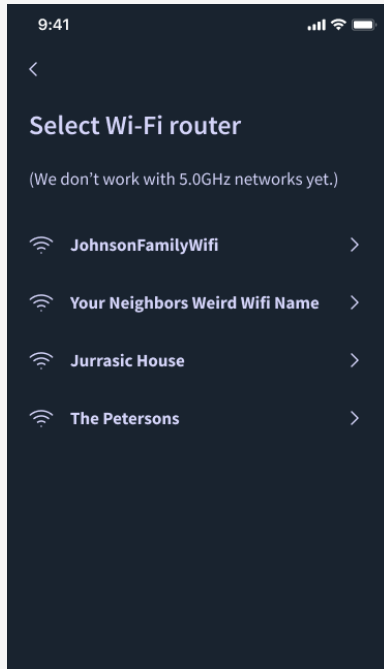 9:41
Select Wi-Fi router
(We don’t work with 5.0GHz networks yet.)
JohnsonFamilyWifi
Your Neighbors Weird Wifi Name
Jurrasic House
The Petersons